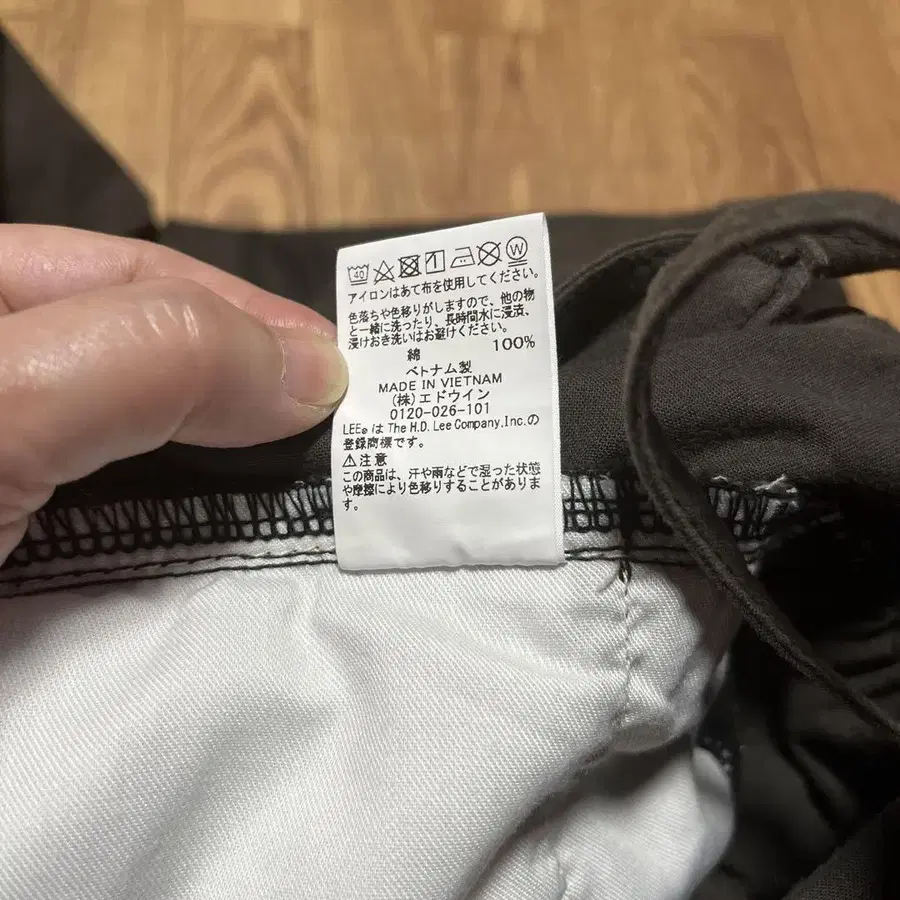 40 W
アイロンはあて布を使用してください。
色落ちや色移りがしますので、他の物
と一緒に洗ったり、長時間水に浸漬、
浸けおき洗いはお避けください。
綿 100%
ベトナム製
MADE IN VIETNAM
(株)エドウイン
0120-026-101
LEE® は The H.D. Lee Company, Inc.の
登録商標です。
⚠注意
この商品は、汗や雨などで湿った状態
や摩擦により色移りすることがありま
す。